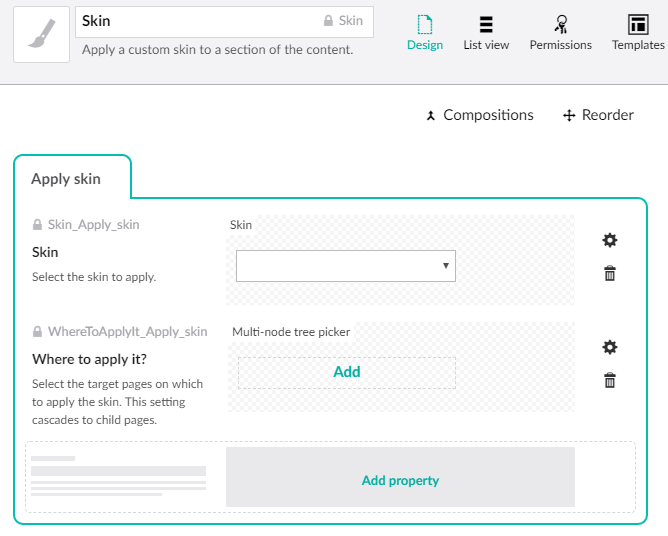 Skin
Skin
Apply a custom skin to a section of the content.
Design
List view
Permissions
Templates
Compositions
Reorder
Apply skin
Skin_Apply_skin
Skin
Skin
Select the skin to apply.
WhereToApplyIt_Apply_skin
Multi-node tree picker
Where to apply it?
Add
Select the target pages on which
to apply the skin. This setting
cascades to child pages.
Add property